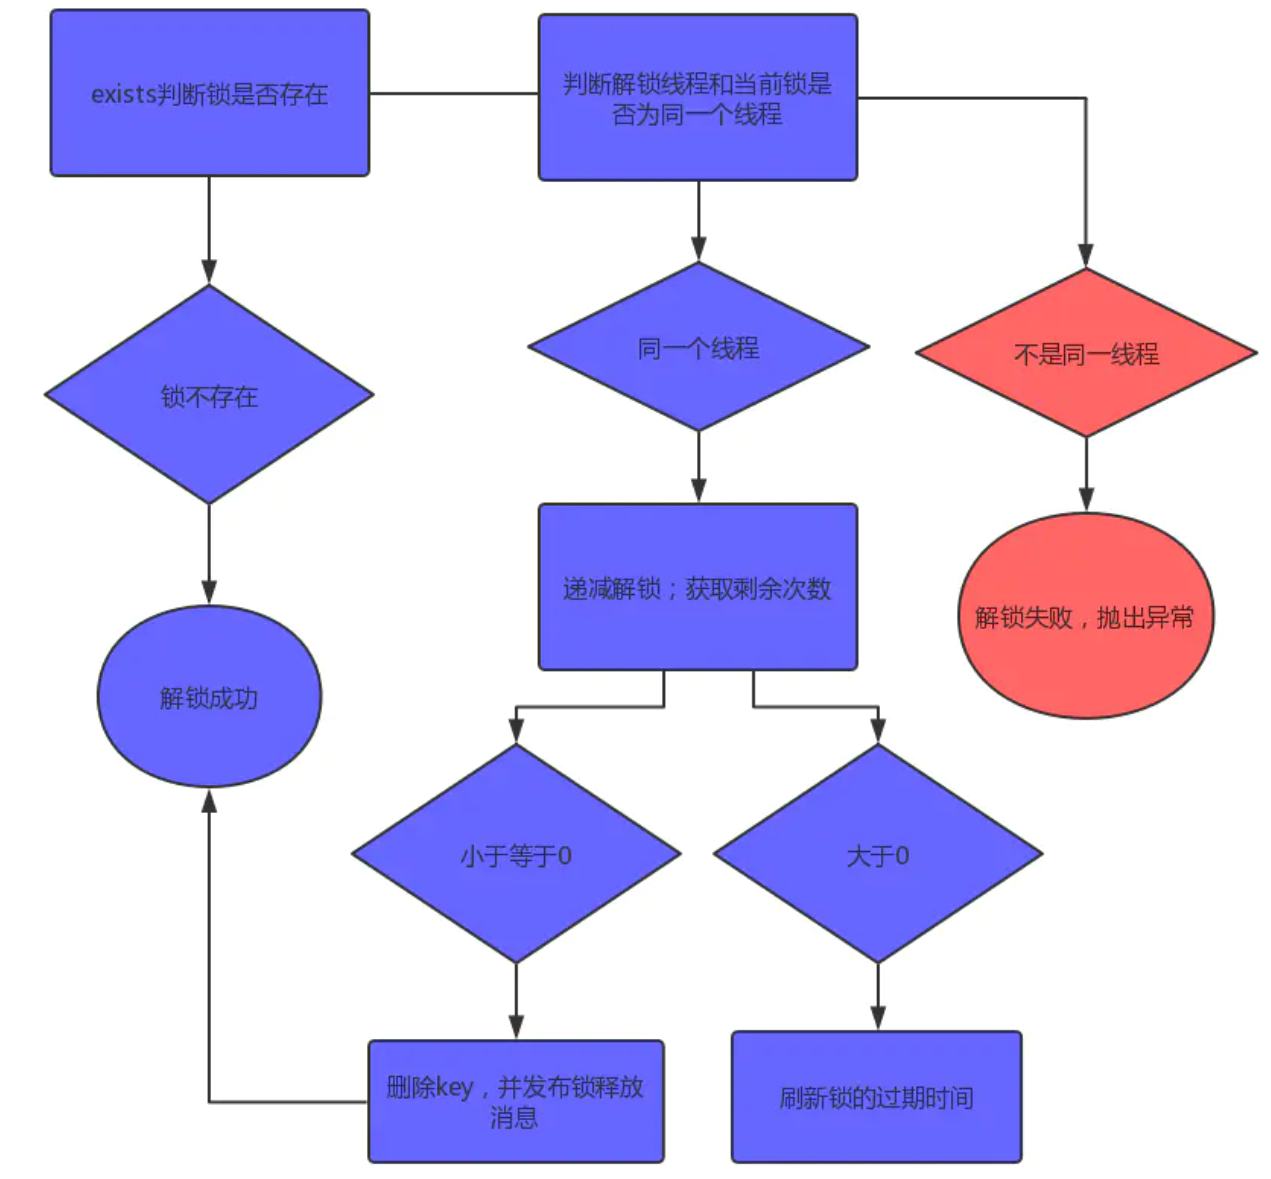 exists判断锁是否存在
判断解锁线程和当前锁是
否为同一个线程
同一个线程
不是同一线程
锁不存在
递减解锁；获取剩余次数
解锁失败，抛出异常
解锁成功
小于等于0
大于0
删除key，并发布锁释放
消息
刷新锁的过期时间